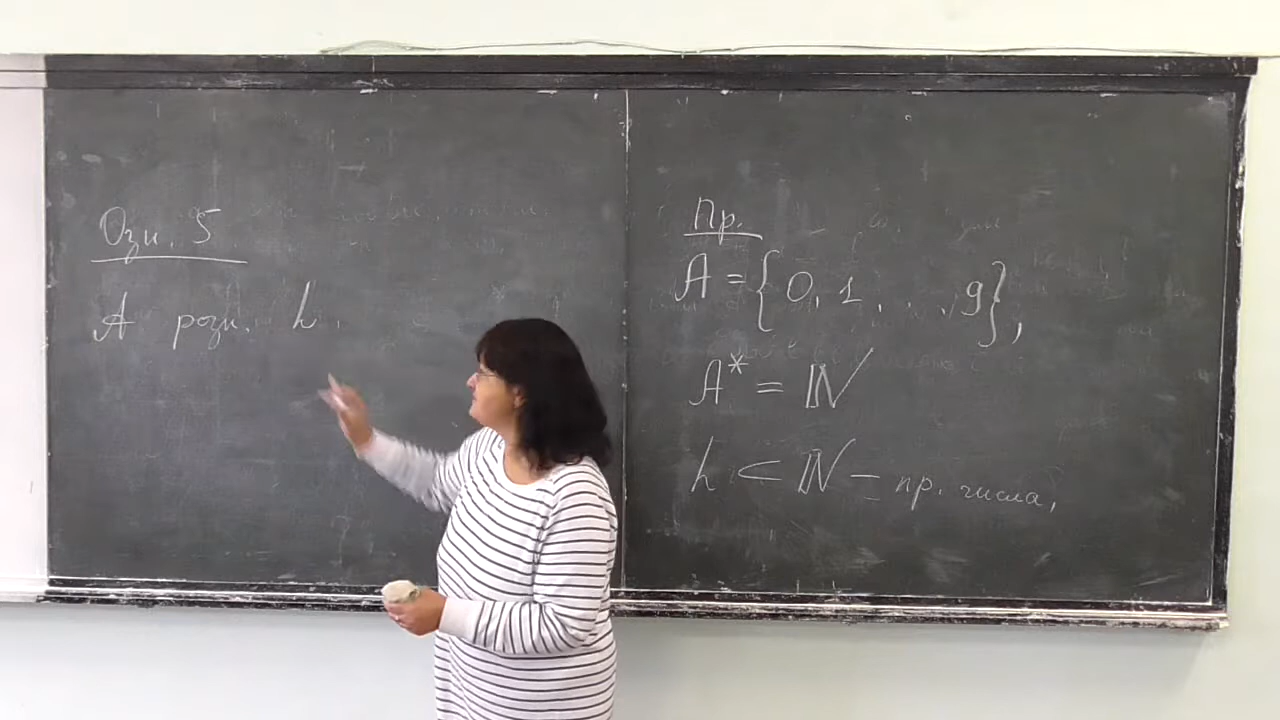 Озн. 5
A розп. L.
Пр.
A = {0, 1, . . , 9},
A* = ℕ
L ⊂ ℕ — пр. числа,